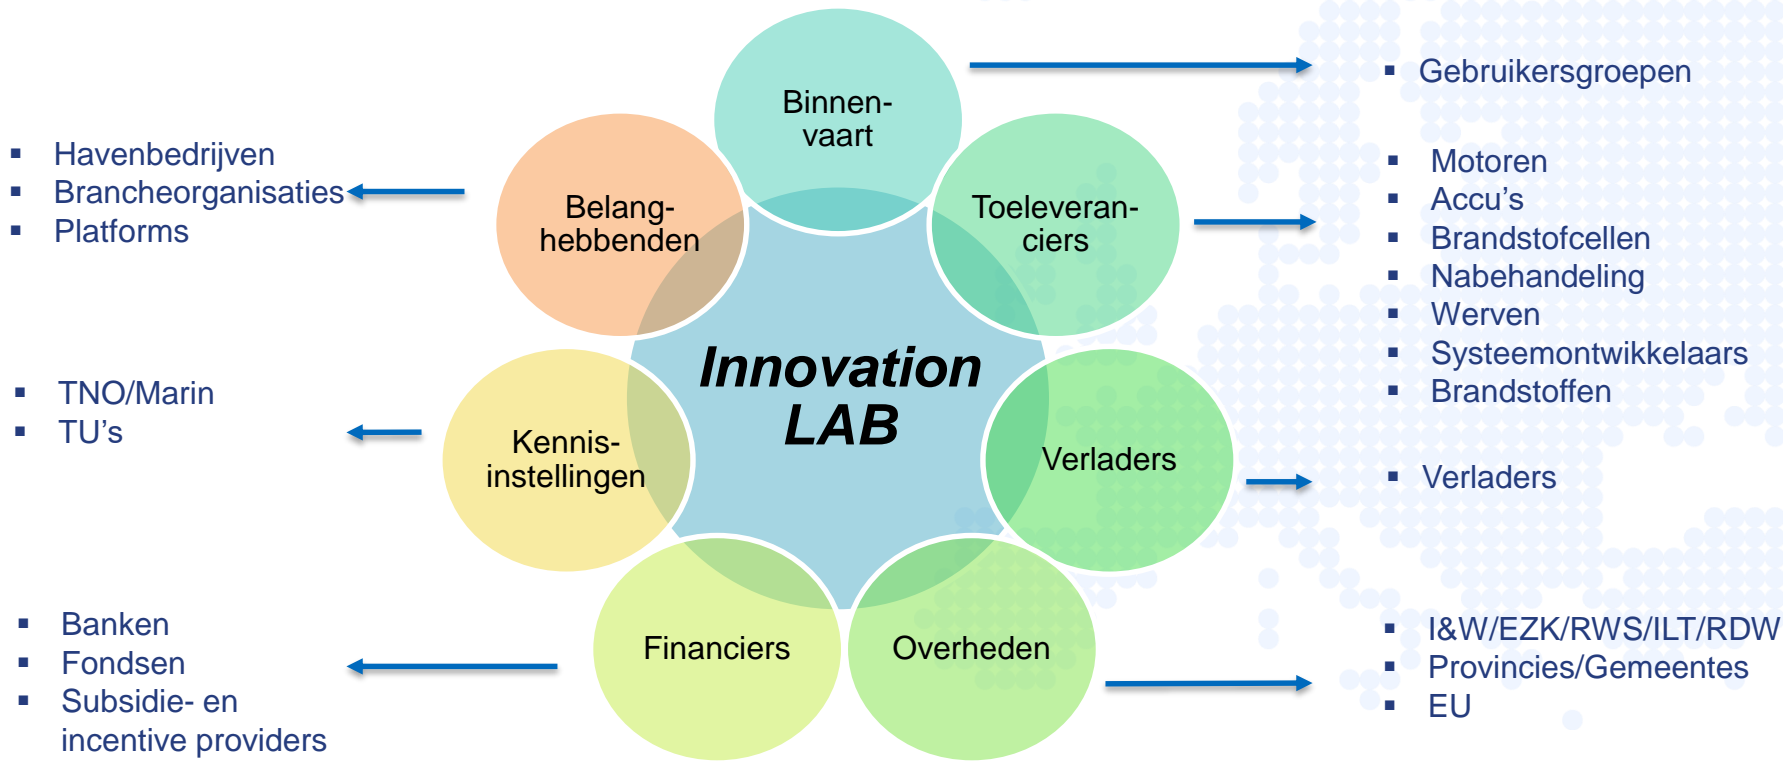 Binnen-
vaart
▪ Gebruikersgroepen
Toeleveran-
ciers
▪ Motoren
▪ Accu's
▪ Brandstofcellen
▪ Nabehandeling
▪ Werven
▪ Systeemontwikkelaars
▪ Brandstoffen
Verladers
▪ Verladers
Overheden
▪ I&W/EZK/RWS/ILT/RDW
▪ Provincies/Gemeentes
▪ EU
Financiers
▪ Banken
▪ Fondsen
▪ Subsidie- en
incentive providers
Kennis-
instellingen
▪ TNO/Marin
▪ TU's
Belang-
hebbenden
▪ Havenbedrijven
▪ Brancheorganisaties
▪ Platforms
Innovation
LAB